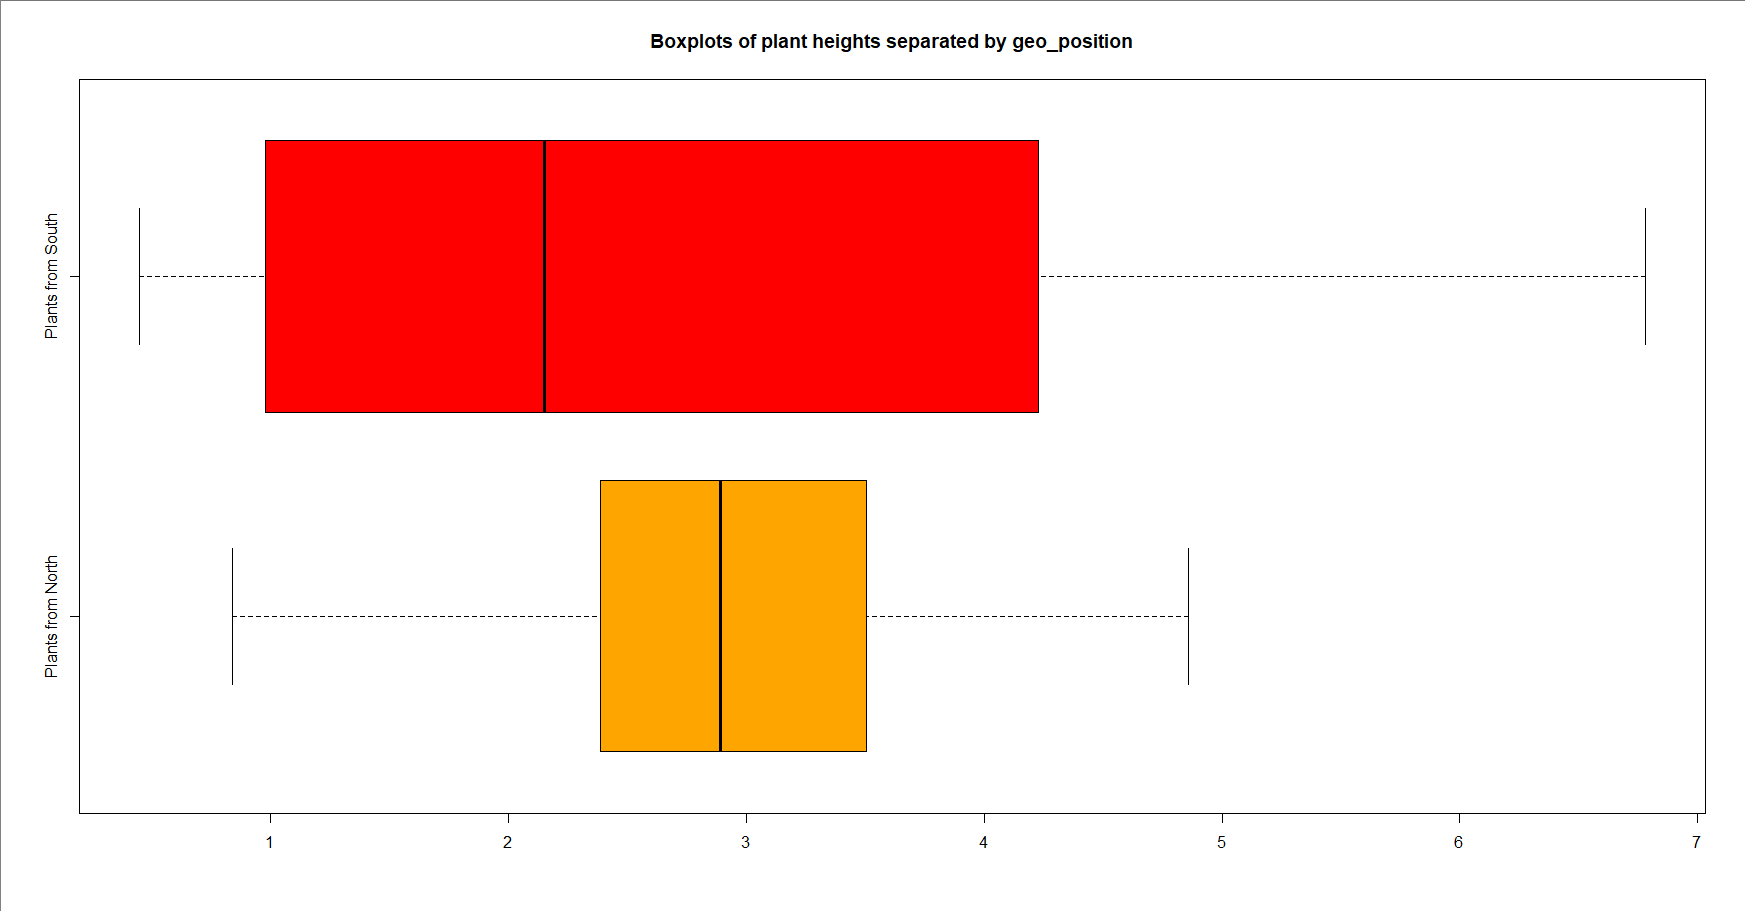 Boxplots of plant heights separated by geo_position
Plants from South
Plants from North
1 2 3 4 5 6 7